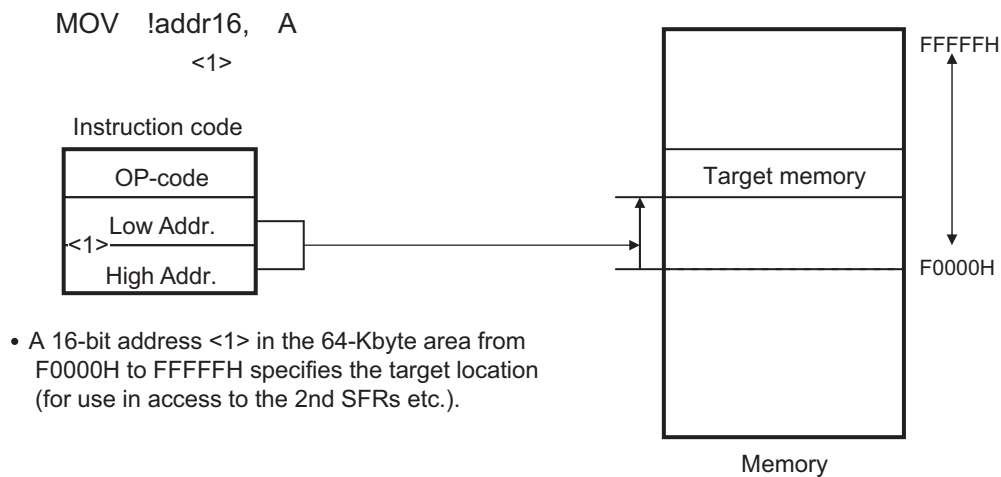 MOV !addr16, A
<1>
Instruction code
OP-code
Low Addr.
<1>
High Addr.
FFFFFH
Target memory
F0000H
Memory
• A 16-bit address <1> in the 64-Kbyte area from
F0000H to FFFFFH specifies the target location
(for use in access to the 2nd SFRs etc.).